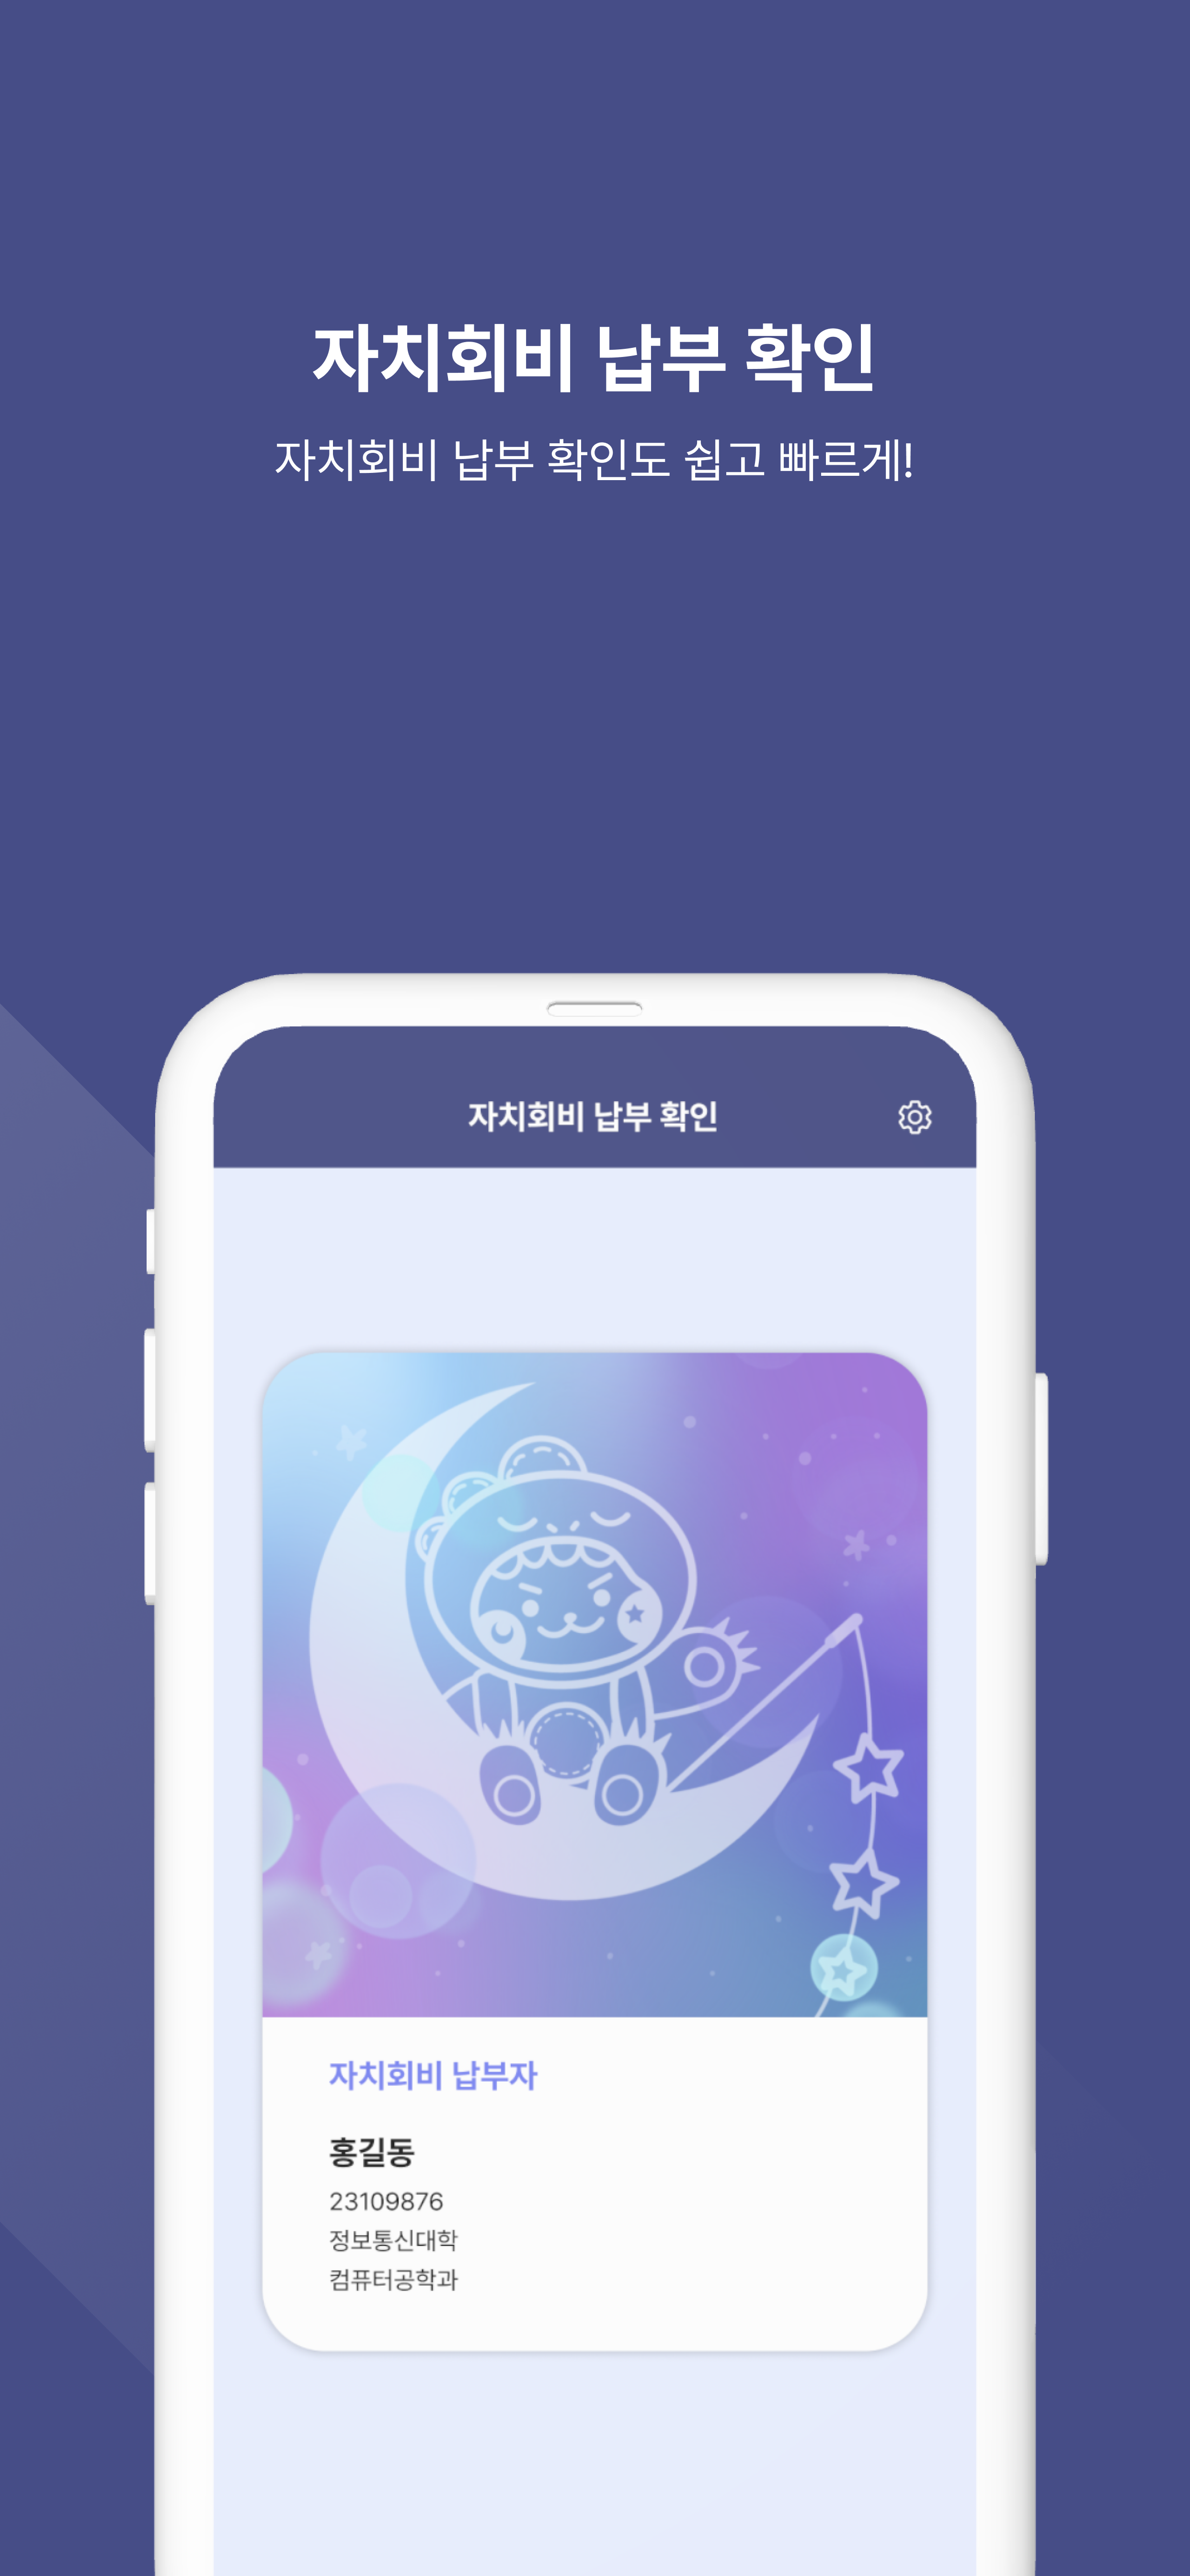 자치회비 납부 확인
자치회비 납부 확인도 쉽고 빠르게!
자치회비 납부 확인
자치회비 납부자
홍길동
23109876
정보통신대학
컴퓨터공학과